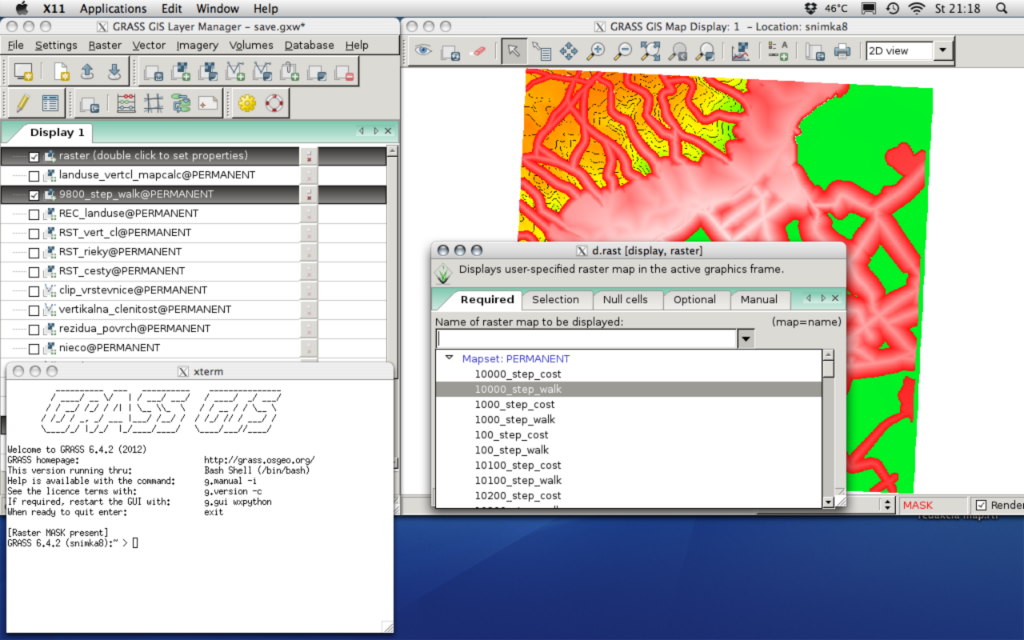 X11 Applications Edit Window Help
46°C St 21:18
GRASS GIS Layer Manager - save.gxw*
File Settings Raster Vector Imagery Volumes Database Help
Display 1
raster (double click to set properties)
landuse_vertcl_mapcalc@PERMANENT
9800_step_walk@PERMANENT
REC_landuse@PERMANENT
RST_vert_cl@PERMANENT
RST_rieky@PERMANENT
RST_cesty@PERMANENT
clip_vrstevnice@PERMANENT
vertikalna_clenitost@PERMANENT
rezidua_povrch@PERMANENT
nieco@PERMANENT
GRASS GIS Map Display: 1 - Location: snimka8
2D view
d.rast [display, raster]
Displays user-specified raster map in the active graphics frame.
Required Selection Null cells Optional Manual
Name of raster map to be displayed: (map=name)
Mapset: PERMANENT
10000_step_cost
10000_step_walk
1000_step_cost
1000_step_walk
100_step_cost
100_step_walk
10100_step_cost
10100_step_walk
10200_step_cost
MASK
Render
xterm
GRASS GIS
Welcome to GRASS 6.4.2 (2012)
GRASS homepage: http://grass.osgeo.org/
This version running thru: Bash Shell (/bin/bash)
Help is available with the command: g.manual -i
See the licence terms with: g.version -c
If required, restart the GUI with: g.gui wxpython
When ready to quit enter: exit
[Raster MASK present]
GRASS 6.4.2 (snimka8):~ >